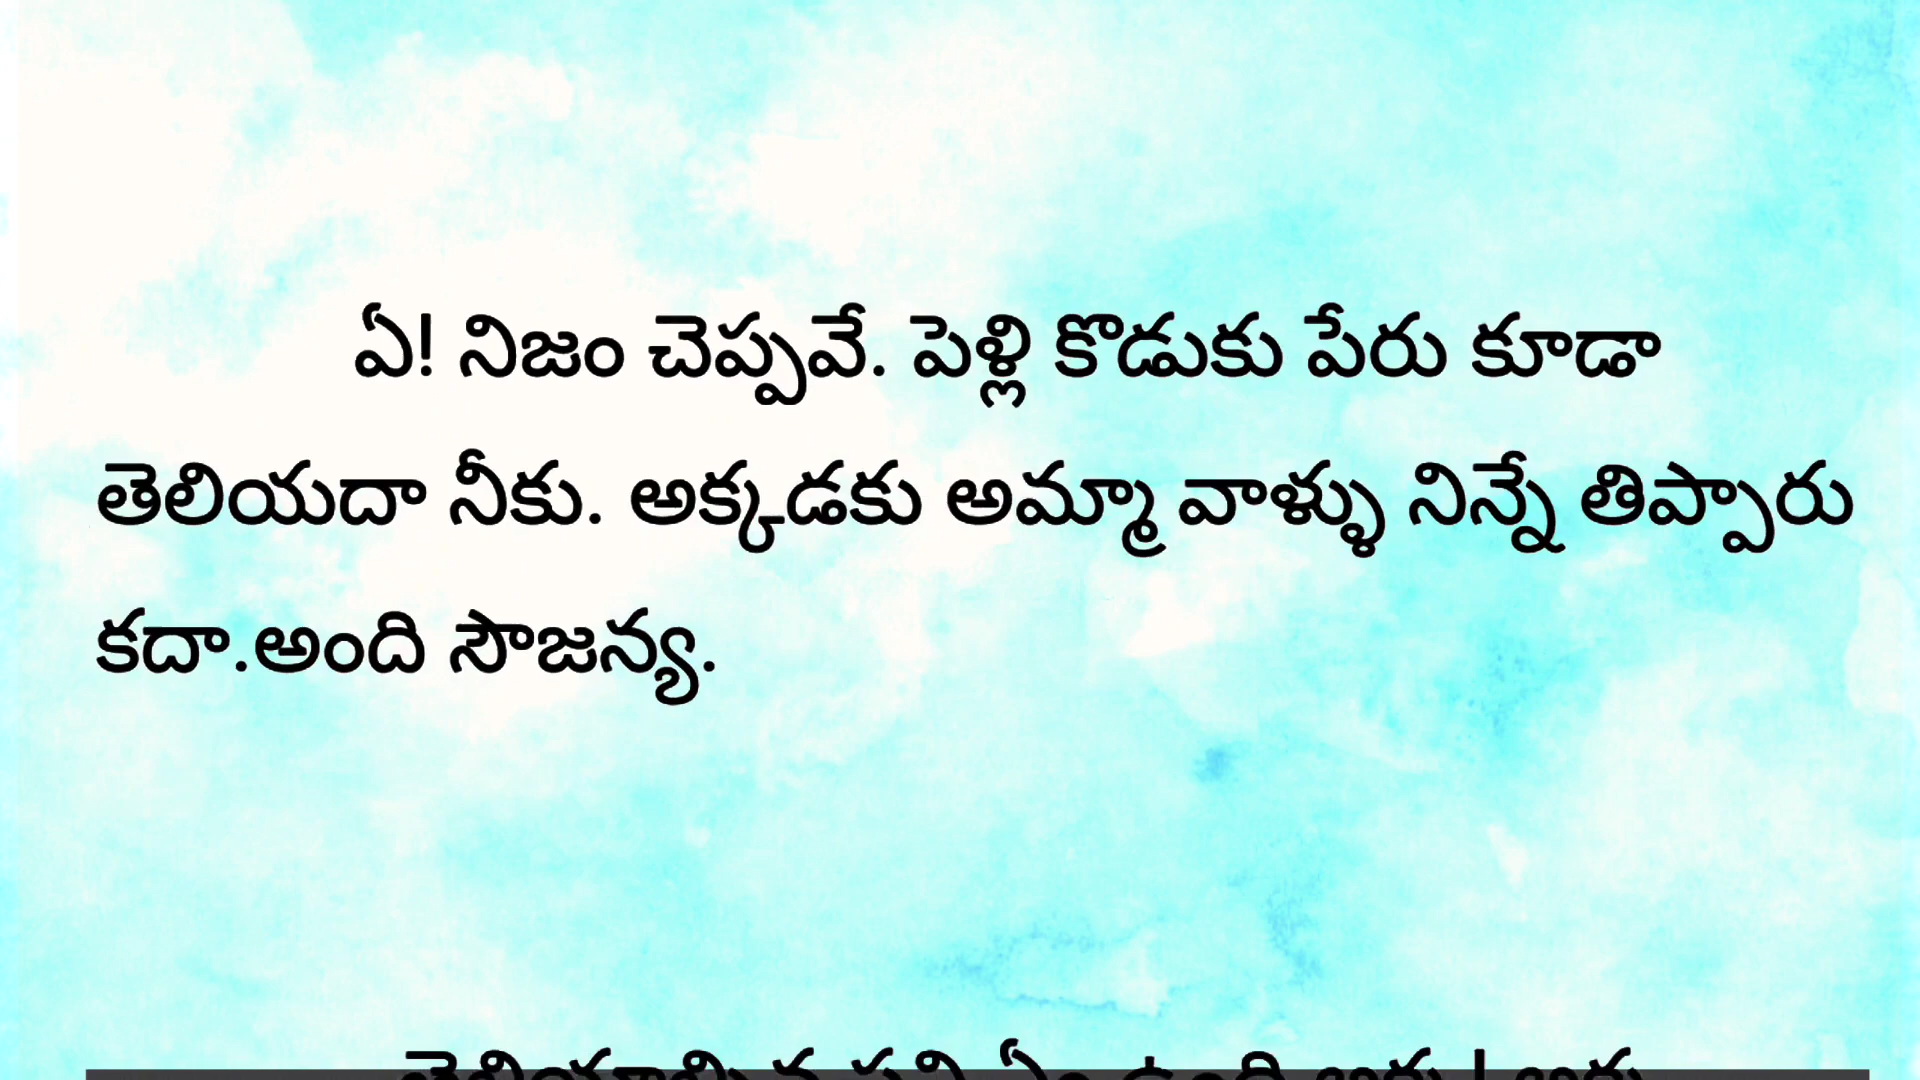 ఏ! నిజం చెప్పవే. పెళ్లి కొడుకు పేరు కూడా
తెలియదా నీకు. అక్కడకు అమ్మా వాళ్ళు నిన్నే తిప్పారు
కదా.అంది సౌజన్య.